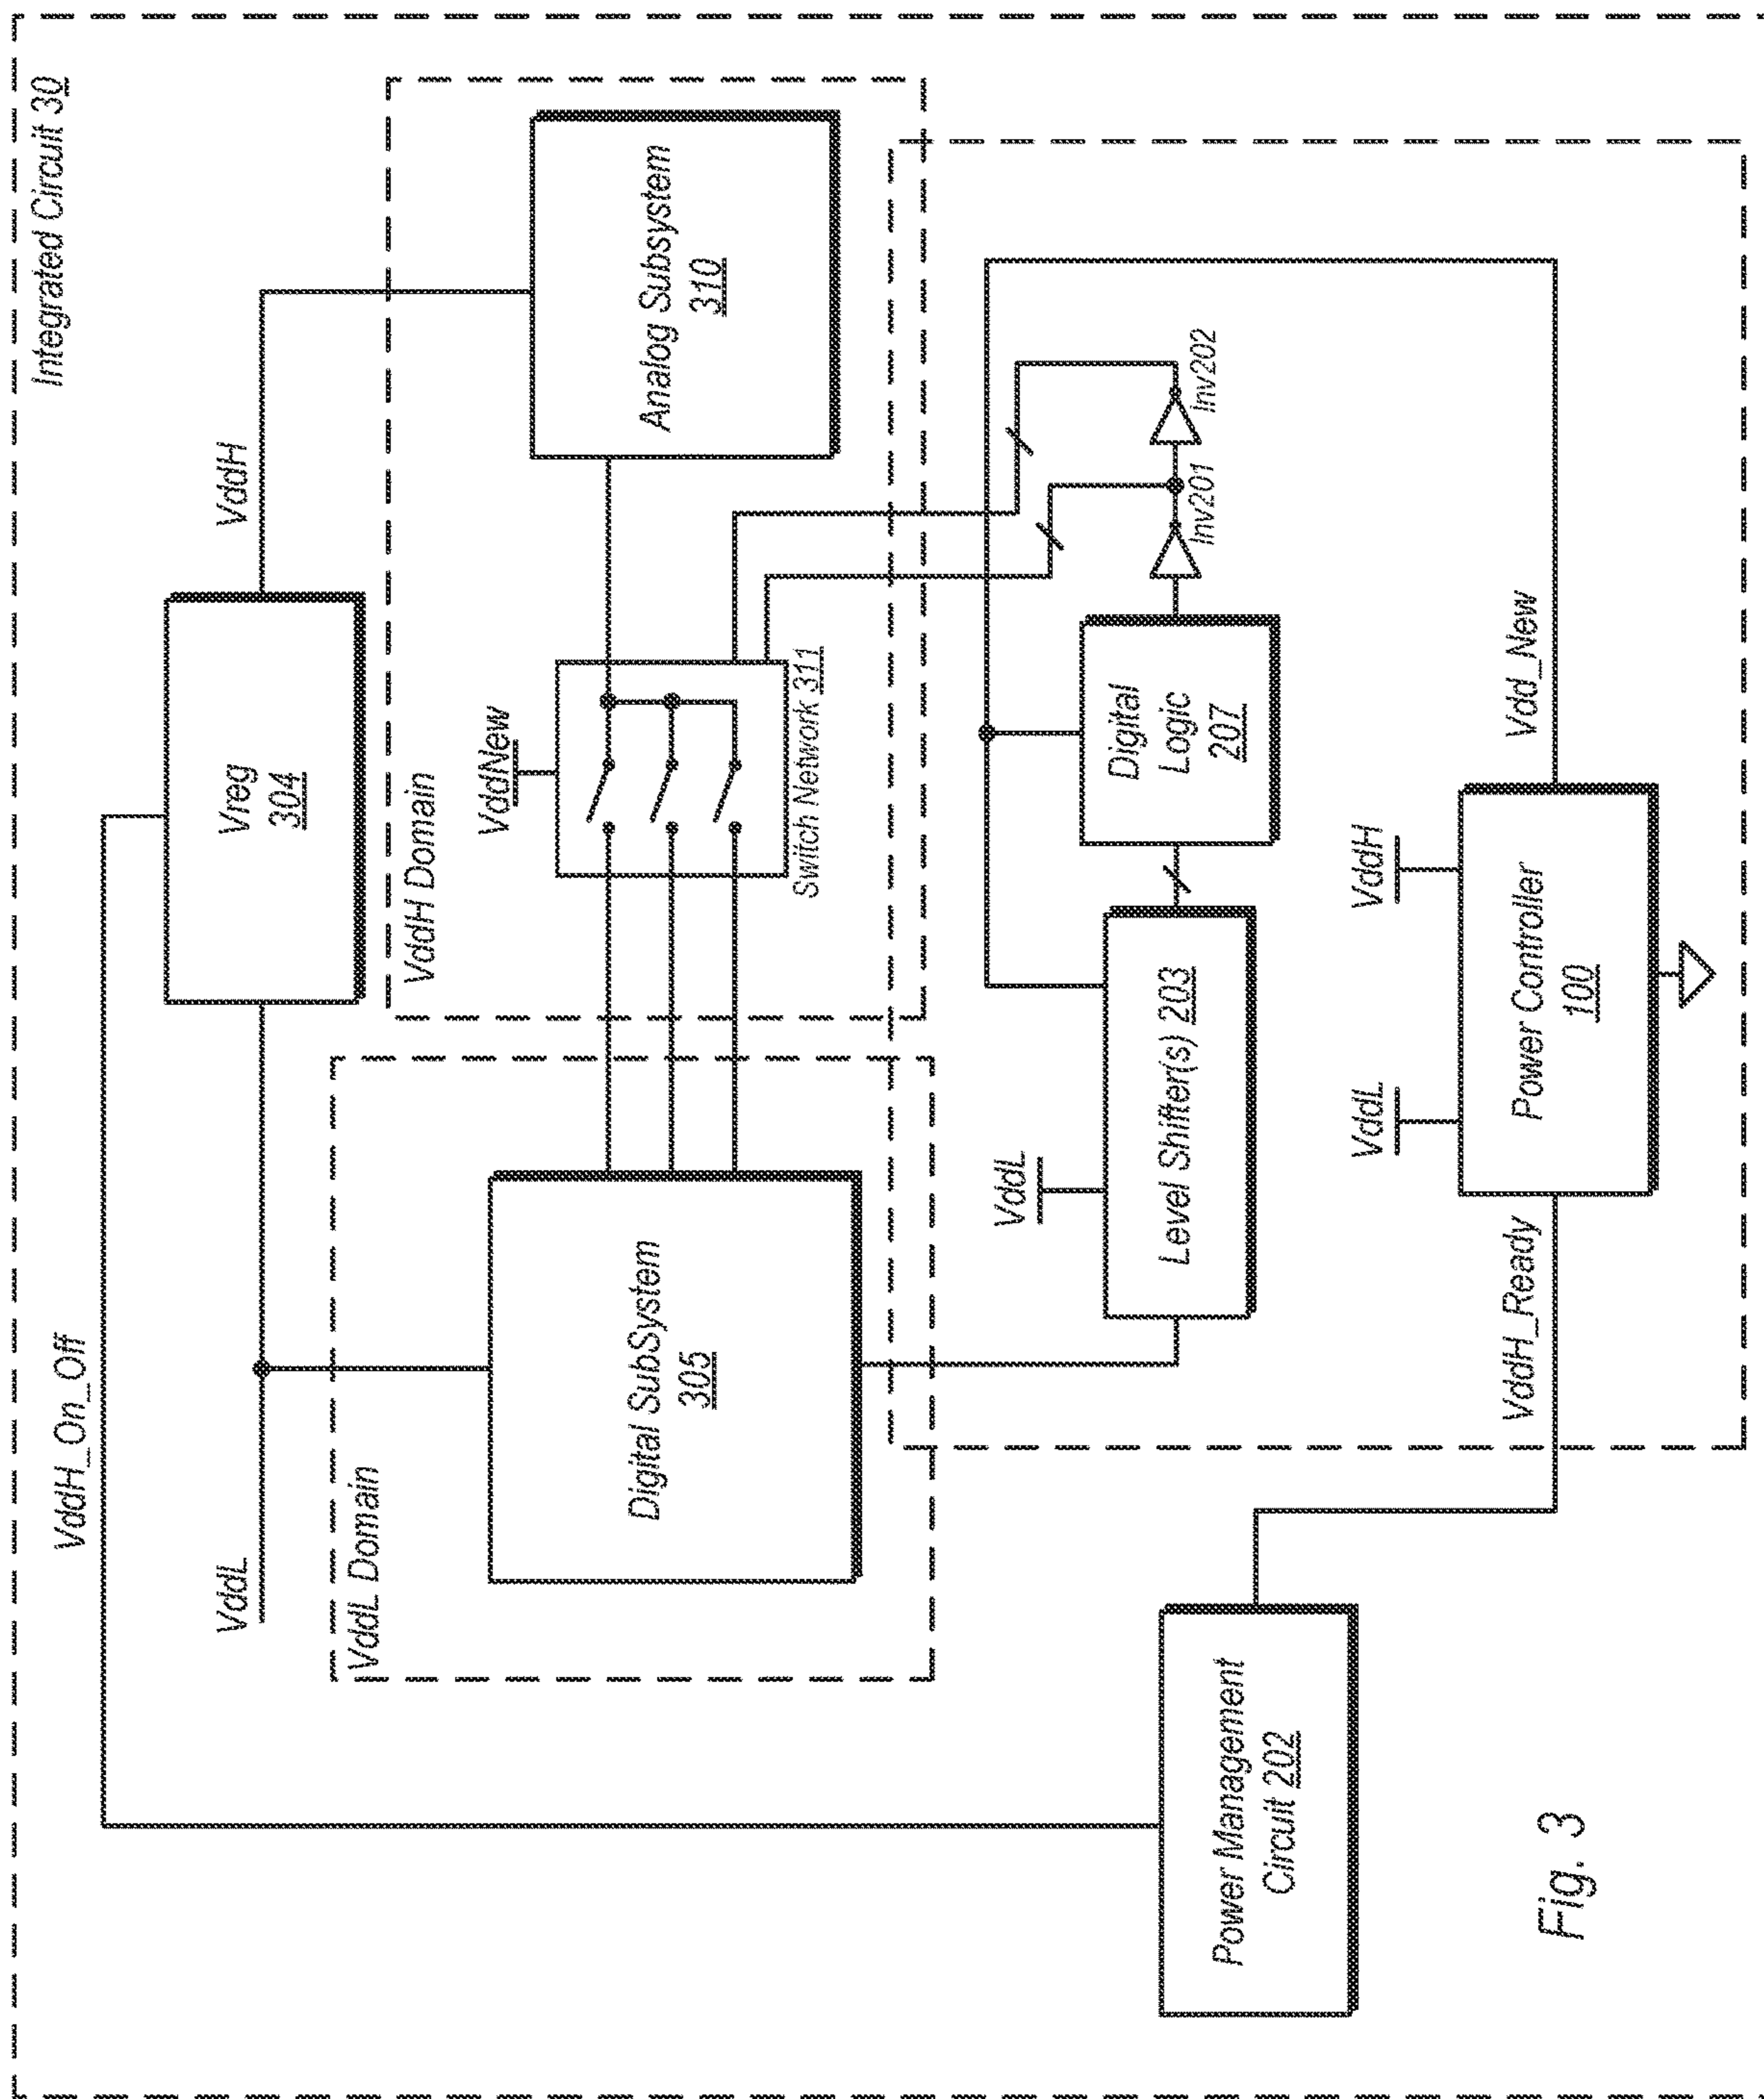 Integrated Circuit 30
VddH_On_Off
VddL
Vreg
304
VddH
VddL Domain
Digital SubSystem
305
VddH Domain
VddNew
Switch Network 311
Analog Subsystem
310
VddL
Level Shifter(s) 203
Digital
Logic
207
Inv201
Inv202
Power Management
Circuit 202
VddH_Ready
VddL
VddH
Power Controller
100
Vdd_New
Fig. 3